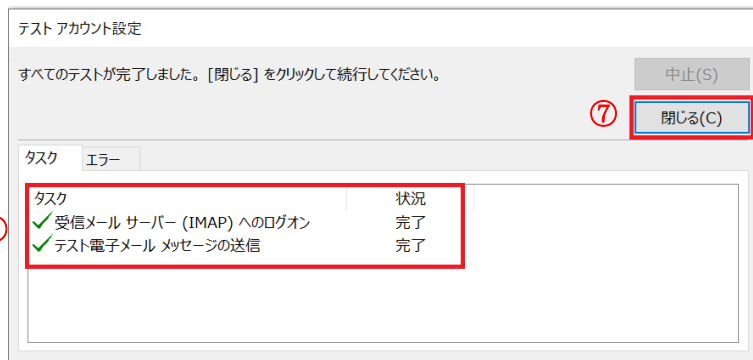 テスト アカウント設定
すべてのテストが完了しました。[閉じる] をクリックして続行してください。
中止(S)
⑦
閉じる(C)
タスク エラー
タスク 状況
受信メール サーバー (IMAP) へのログオン 完了
テスト電子メール メッセージの送信 完了